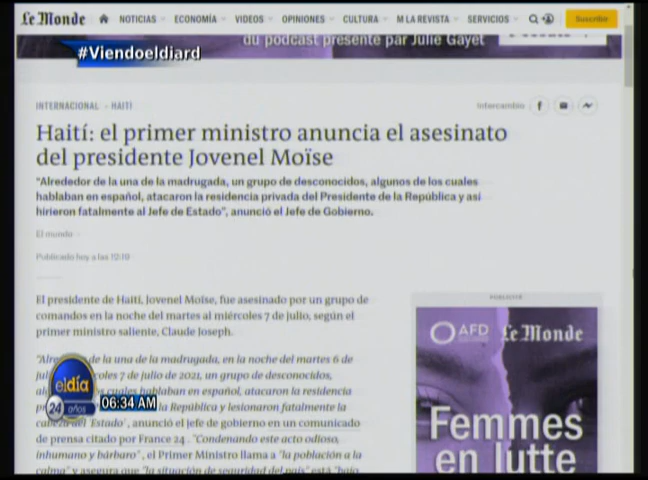 Le Monde NOTICIAS ECONOMÍA VIDEOS OPINIONES CULTURA M LA REVISTA SERVICIOS Suscribir
du podcast présenté par Julie Gayet
#Viendoeldiard
INTERNACIONAL - HAITÍ
Intercambio
Haití: el primer ministro anuncia el asesinato
del presidente Jovenel Moïse
"Alrededor de la una de la madrugada, un grupo de desconocidos, algunos de los cuales
hablaban en español, atacaron la residencia privada del Presidente de la República y así
hirieron fatalmente al Jefe de Estado", anunció el Jefe de Gobierno.
El mundo
Publicado hoy a las 12:19
El presidente de Haití, Jovenel Moïse, fue asesinado por un grupo de
comandos en la noche del martes al miércoles 7 de julio, según el
primer ministro saliente, Claude Joseph.
de la una de la madrugada, en la noche del martes 6 de
7 de julio de 2021, un grupo de desconocidos,
cuales hablaban en español, atacaron la residencia
la República y lesionaron fatalmente la
del Estado", anunció el jefe de gobierno en un comunicado
de prensa citado por France 24 . "Condenando este acto odioso,
inhumano y bárbaro" , el Primer Ministro llama a "la población a la
calma" y asegura que "la situación de seguridad del país" está "bajo
eldía
24 años
06:34 AM
PUBLICITÉ
AFD Le Monde
Femmes
en lutte